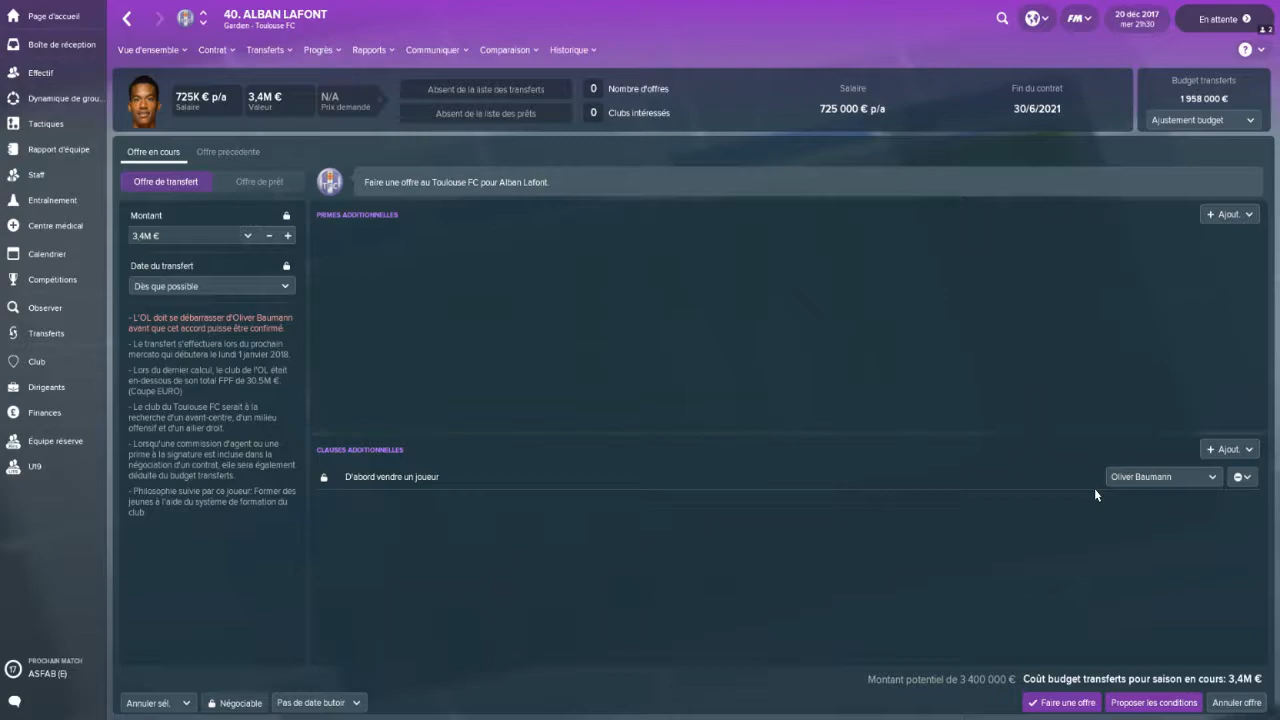 Page d'accueil
Boîte de réception
Effectif
Dynamique de grou...
Tactiques
Rapport d'équipe
Staff
Entraînement
Centre médical
Calendrier
Compétitions
Observer
Transferts
Club
Dirigeants
Finances
Équipe réserve
U19
PROCHAIN MATCH
ASFAB (E)
40. ALBAN LAFONT
Gardien - Toulouse FC
FM
20 déc 2017
mer 21h30
En attente
2
Vue d'ensemble
Contrat
Transferts
Progrès
Rapports
Communiquer
Comparaison
Historique
?
725K € p/a
Salaire
3,4M €
Valeur
N/A
Prix demandé
Absent de la liste des transferts
Absent de la liste des prêts
0 Nombre d'offres
0 Clubs intéressés
Salaire
725 000 € p/a
Fin du contrat
30/6/2021
Budget transferts
1 958 000 €
Ajustement budget
Offre en cours
Offre précédente
Offre de transfert
Offre de prêt
Faire une offre au Toulouse FC pour Alban Lafont.
Montant
3,4M €
Date du transfert
Dès que possible
- L'OL doit se débarrasser d'Oliver Baumann
avant que cet accord puisse être confirmé.
- Le transfert s'effectuera lors du prochain
mercato qui débutera le lundi 1 janvier 2018.
- Lors du dernier calcul, le club de l'OL était
en-dessous de son total FPF de 30.5M €.
(Coupe EURO)
- Le club du Toulouse FC serait à la
recherche d'un avant-centre, d'un milieu
offensif et d'un ailier droit.
- Lorsqu'une commission d'agent ou une
prime à la signature est incluse dans la
négociation d'un contrat, elle sera également
déduite du budget transferts.
- Philosophie suivie par ce joueur: Former des
jeunes à l'aide du système de formation du
club.
PRIMES ADDITIONNELLES
+ Ajout.
CLAUSES ADDITIONNELLES
+ Ajout.
D'abord vendre un joueur
Oliver Baumann
Montant potentiel de 3 400 000 €
Coût budget transferts pour saison en cours: 3,4M €
Annuler sél.
Négociable
Pas de date butoir
Faire une offre
Proposer les conditions
Annuler offre